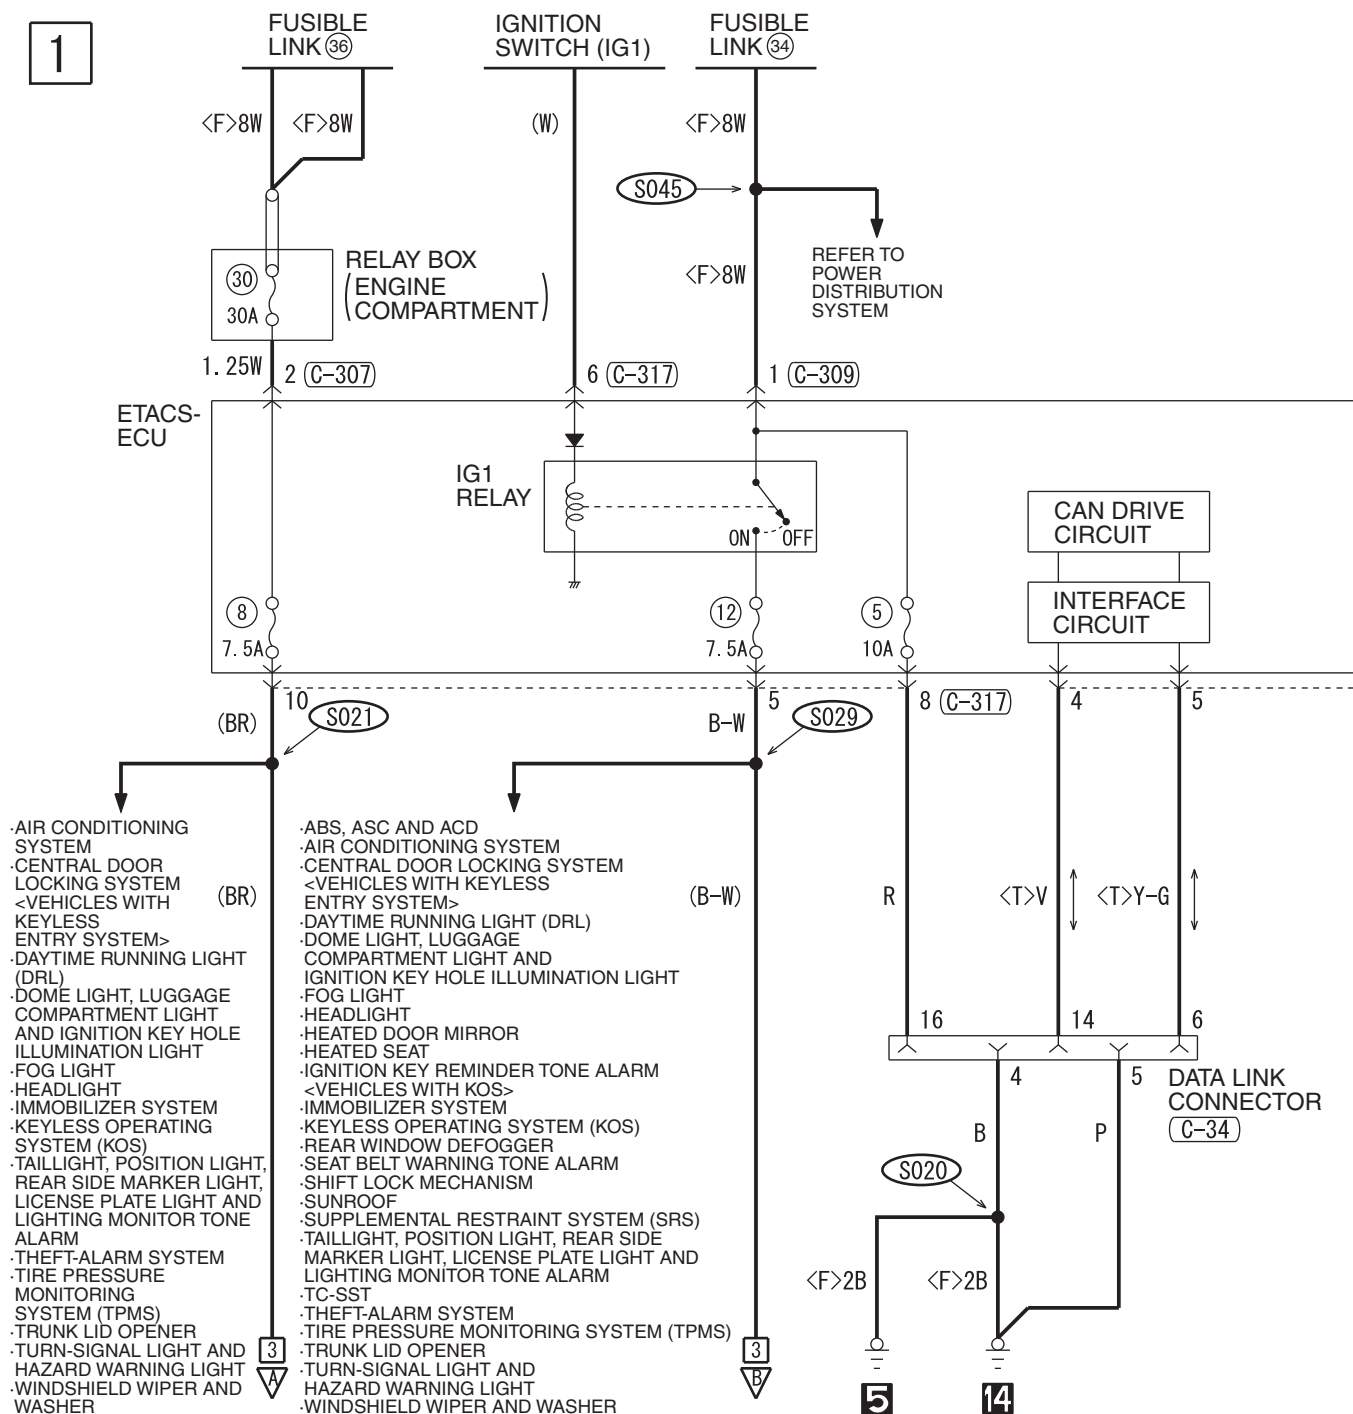 1
FUSIBLE
LINK 36
IGNITION
SWITCH (IG1)
FUSIBLE
LINK 34
<F>8W
<F>8W
(W)
<F>8W
S045
<F>8W
REFER TO
POWER
DISTRIBUTION
SYSTEM
30
30A
RELAY BOX
(ENGINE
COMPARTMENT)
1.25W
2 C-307
6 C-317
1 C-309
ETACS-
ECU
IG1
RELAY
ON
OFF
CAN DRIVE
CIRCUIT
INTERFACE
CIRCUIT
8
7.5A
12
7.5A
5
10A
10
5
8 C-317
4
5
(BR)
S021
B-W
S029
·AIR CONDITIONING
SYSTEM
·CENTRAL DOOR
LOCKING SYSTEM
<VEHICLES WITH
KEYLESS
ENTRY SYSTEM>
·DAYTIME RUNNING LIGHT
(DRL)
·DOME LIGHT, LUGGAGE
COMPARTMENT LIGHT
AND IGNITION KEY HOLE
ILLUMINATION LIGHT
·FOG LIGHT
·HEADLIGHT
·IMMOBILIZER SYSTEM
·KEYLESS OPERATING
SYSTEM (KOS)
·TAILLIGHT, POSITION LIGHT,
REAR SIDE MARKER LIGHT,
LICENSE PLATE LIGHT AND
LIGHTING MONITOR TONE
ALARM
·THEFT-ALARM SYSTEM
·TIRE PRESSURE
MONITORING
SYSTEM (TPMS)
·TRUNK LID OPENER
·TURN-SIGNAL LIGHT AND
HAZARD WARNING LIGHT
·WINDSHIELD WIPER AND
WASHER
(BR)
3
A
·ABS, ASC AND ACD
·AIR CONDITIONING SYSTEM
·CENTRAL DOOR LOCKING SYSTEM
<VEHICLES WITH KEYLESS
ENTRY SYSTEM>
·DAYTIME RUNNING LIGHT (DRL)
·DOME LIGHT, LUGGAGE
COMPARTMENT LIGHT AND
IGNITION KEY HOLE ILLUMINATION LIGHT
·FOG LIGHT
·HEADLIGHT
·HEATED DOOR MIRROR
·HEATED SEAT
·IGNITION KEY REMINDER TONE ALARM
<VEHICLES WITH KOS>
·IMMOBILIZER SYSTEM
·KEYLESS OPERATING SYSTEM (KOS)
·REAR WINDOW DEFOGGER
·SEAT BELT WARNING TONE ALARM
·SHIFT LOCK MECHANISM
·SUNROOF
·SUPPLEMENTAL RESTRAINT SYSTEM (SRS)
·TAILLIGHT, POSITION LIGHT, REAR SIDE
MARKER LIGHT, LICENSE PLATE LIGHT AND
LIGHTING MONITOR TONE ALARM
·TC-SST
·THEFT-ALARM SYSTEM
·TIRE PRESSURE MONITORING SYSTEM (TPMS)
·TRUNK LID OPENER
·TURN-SIGNAL LIGHT AND
HAZARD WARNING LIGHT
·WINDSHIELD WIPER AND WASHER
(B-W)
3
B
R
<T>V
<T>Y-G
16
14
6
4
5
DATA LINK
CONNECTOR
C-34
B
P
S020
<F>2B
<F>2B
5
14